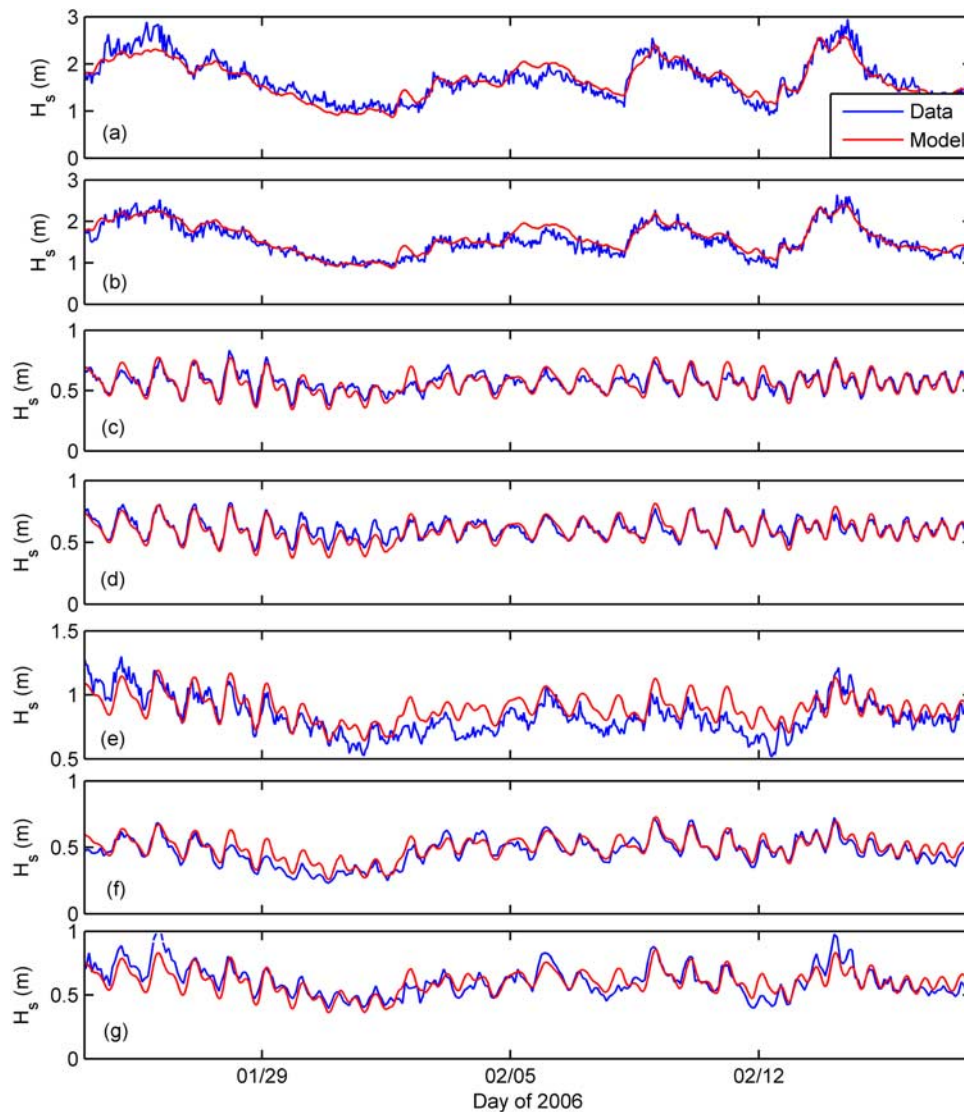 3
2
1
0
H_s (m)
(a)
Data
Model
3
2
1
0
H_s (m)
(b)
1
0.5
0
H_s (m)
(c)
1
0.5
0
H_s (m)
(d)
1.5
1
0.5
H_s (m)
(e)
1
0.5
0
H_s (m)
(f)
1
0.5
0
H_s (m)
(g)
01/29 02/05 02/12
Day of 2006